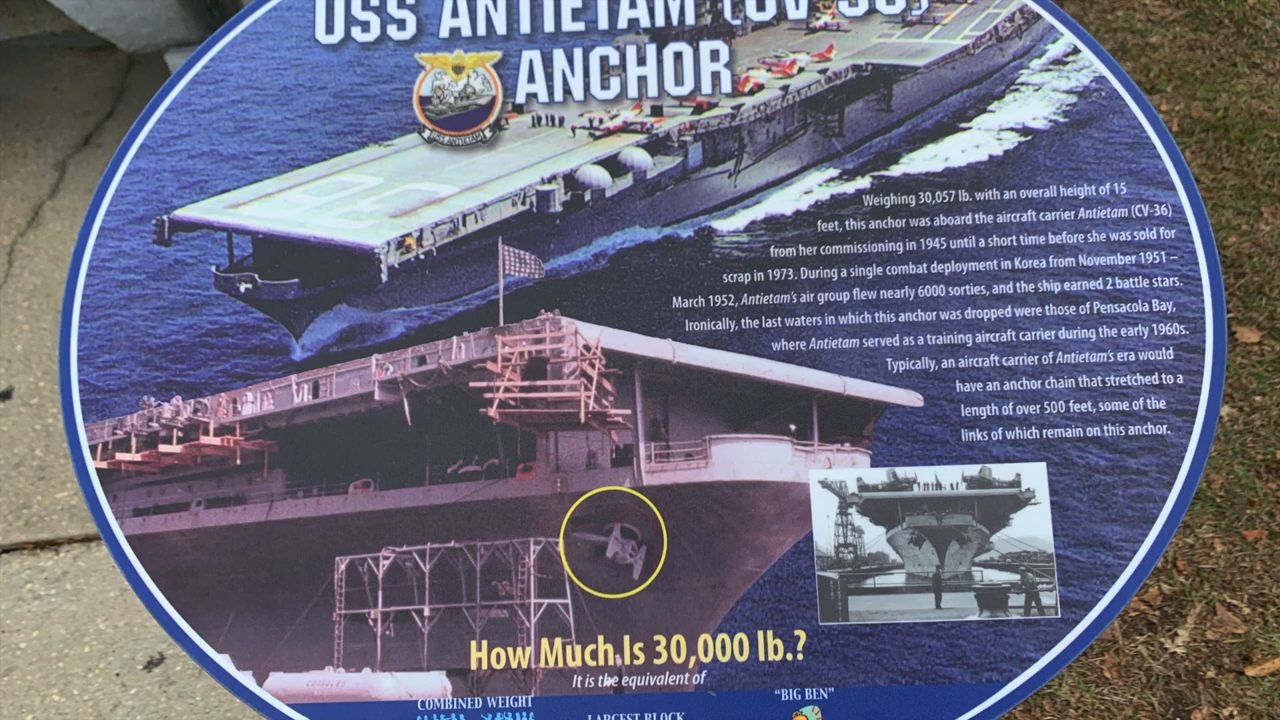 USS ANTIETAM (CV-36)
ANCHOR
USS ANTIETAM
Weighing 30,057 lb. with an overall height of 15
feet, this anchor was aboard the aircraft carrier Antietam (CV-36)
from her commissioning in 1945 until a short time before she was sold for
scrap in 1973. During a single combat deployment in Korea from November 1951 –
March 1952, Antietam's air group flew nearly 6000 sorties, and the ship earned 2 battle stars.
Ironically, the last waters in which this anchor was dropped were those of Pensacola Bay,
where Antietam served as a training aircraft carrier during the early 1960s.
Typically, an aircraft carrier of Antietam's era would
have an anchor chain that stretched to a
length of over 500 feet, some of the
links of which remain on this anchor.
How Much Is 30,000 lb.?
It is the equivalent of
COMBINED WEIGHT
LARGEST BLOCK
"BIG BEN"